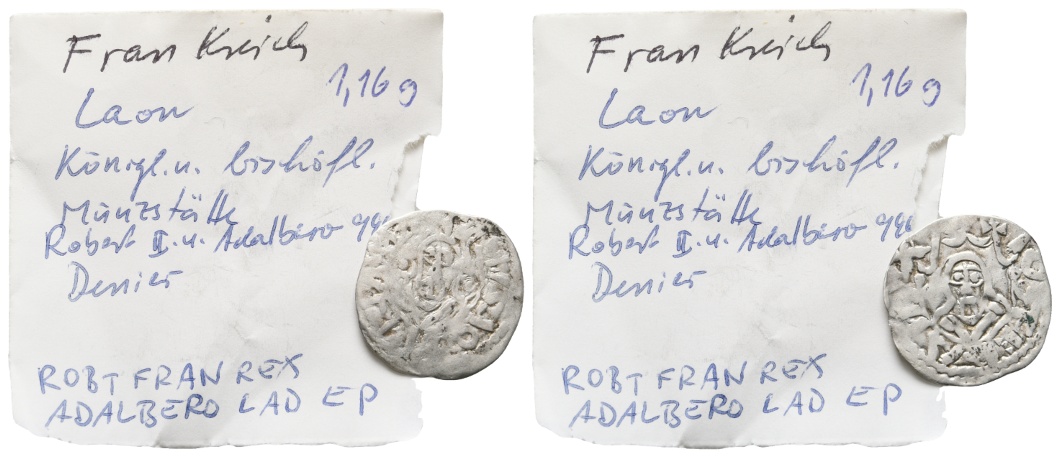 Frankreich
1,16 g
Laon
Königl. u. bischöfl.
Münzstätte
Robert II. u. Adalbero
Denier
ROBT FRAN REX
ADALBERO LAD EP
Frankreich
1,16 g
Laon
Königl. u. bischöfl.
Münzstätte
Robert II. u. Adalbero
Denier
ROBT FRAN REX
ADALBERO LAD EP